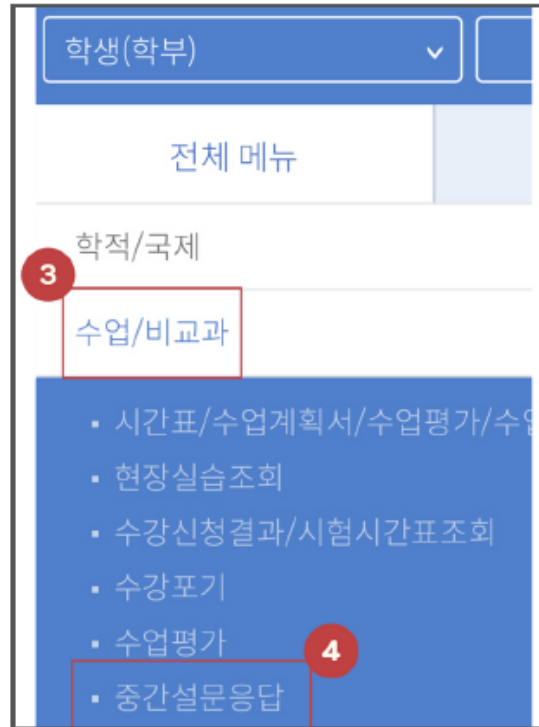 학생(학부)
전체 메뉴
학적/국제
3
수업/비교과
▪ 시간표/수업계획서/수업평가/수업
▪ 현장실습조회
▪ 수강신청결과/시험시간표조회
▪ 수강포기
▪ 수업평가
4
▪ 중간설문응답